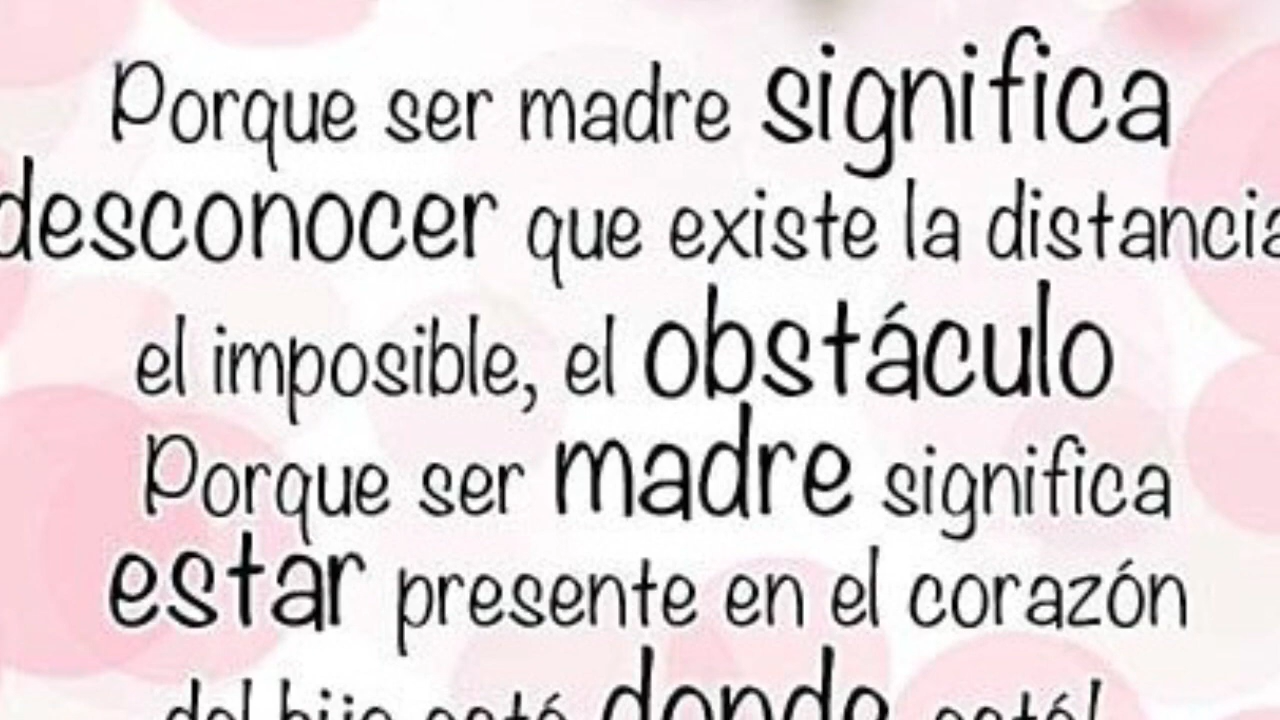 Porque ser madre significa
desconocer que existe la distancia
el imposible, el obstáculo
Porque ser madre significa
estar presente en el corazón
del hijo esté donde esté!